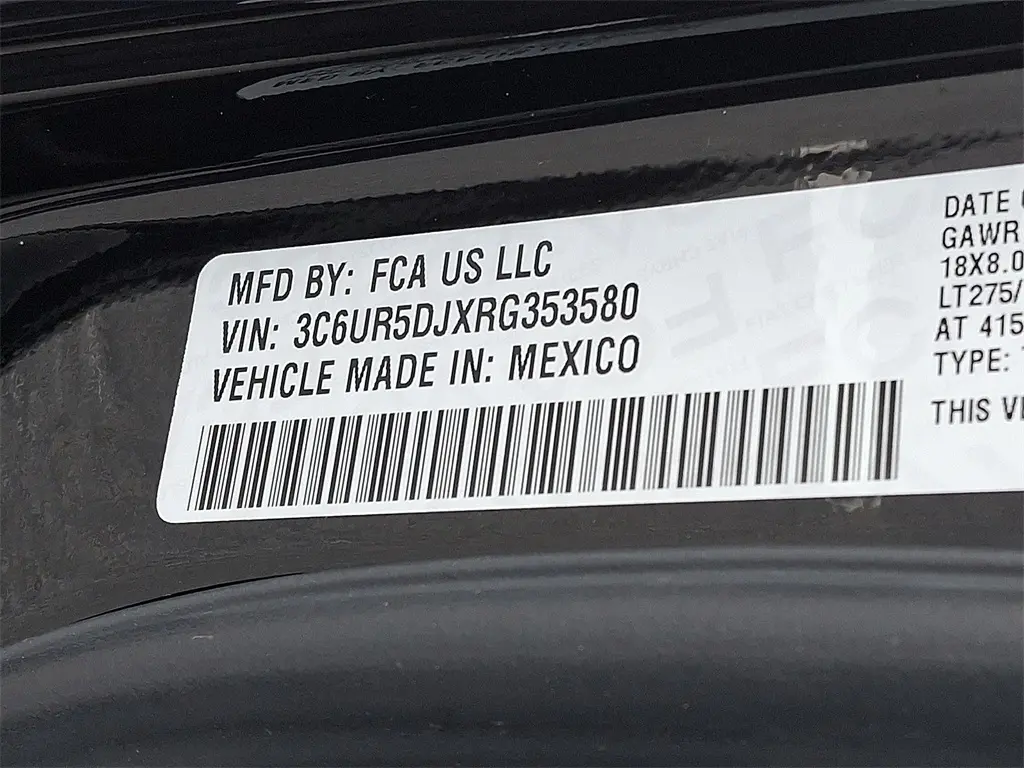 MFD BY: FCA US LLC
VIN: 3C6UR5DJXRG353580
VEHICLE MADE IN: MEXICO
DATE
GAWR
18X8.0
LT275/
AT 415
TYPE:
THIS